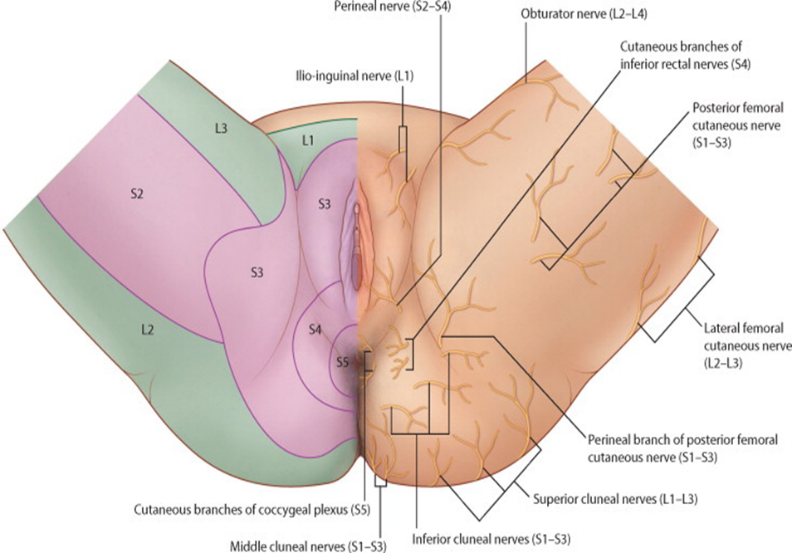 Perineal nerve (S2–S4)
Obturator nerve (L2–L4)
Cutaneous branches of
inferior rectal nerves (S4)
Ilio-inguinal nerve (L1)
Posterior femoral
cutaneous nerve
(S1–S3)
L3
L1
S2
S3
S3
L2
S4
S5
Lateral femoral
cutaneous nerve
(L2–L3)
Perineal branch of posterior femoral
cutaneous nerve (S1–S3)
Superior cluneal nerves (L1–L3)
Cutaneous branches of coccygeal plexus (S5)
Inferior cluneal nerves (S1–S3)
Middle cluneal nerves (S1–S3)